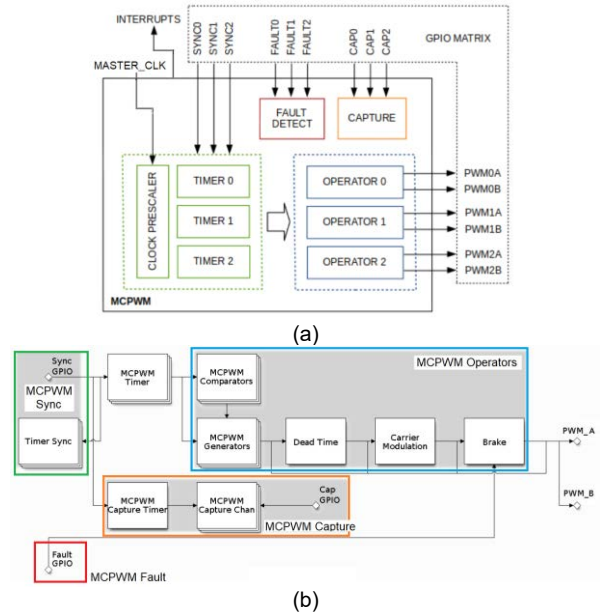 INTERRUPTS
MASTER_CLK
SYNC0
SYNC1
SYNC2
FAULT0
FAULT1
FAULT2
CAP0
CAP1
CAP2
GPIO MATRIX
FAULT
DETECT
CAPTURE
CLOCK PRESCALER
TIMER 0
TIMER 1
TIMER 2
OPERATOR 0
OPERATOR 1
OPERATOR 2
PWM0A
PWM0B
PWM1A
PWM1B
PWM2A
PWM2B
MCPWM
(a)
Sync
GPIO
MCPWM
Sync
Timer Sync
MCPWM
Timer
MCPWM
Comparators
MCPWM Operators
MCPWM
Generators
Dead Time
Carrier
Modulation
Brake
PWM_A
PWM_B
MCPWM
Capture Timer
MCPWM
Capture Chan
Cap
GPIO
MCPWM Capture
Fault
GPIO
MCPWM Fault
(b)